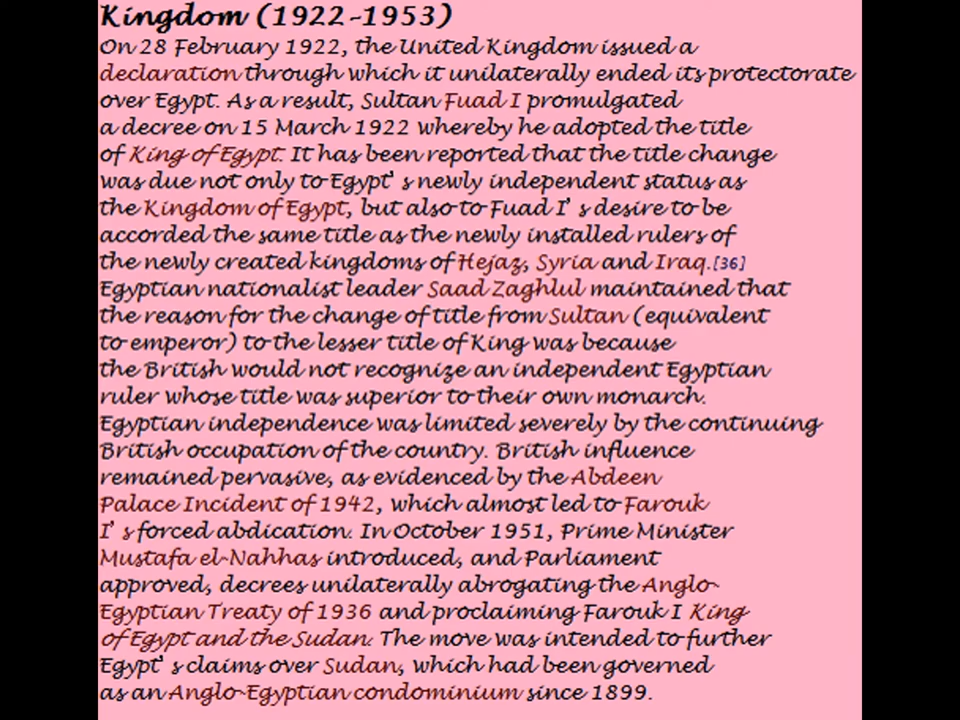 Kingdom (1922–1953)
On 28 February 1922, the United Kingdom issued a
declaration through which it unilaterally ended its protectorate
over Egypt. As a result, Sultan Fuad I promulgated
a decree on 15 March 1922 whereby he adopted the title
of King of Egypt. It has been reported that the title change
was due not only to Egypt's newly independent status as
the Kingdom of Egypt, but also to Fuad I's desire to be
accorded the same title as the newly installed rulers of
the newly created kingdoms of Hejaz, Syria and Iraq.[36]
Egyptian nationalist leader Saad Zaghlul maintained that
the reason for the change of title from Sultan (equivalent
to emperor) to the lesser title of King was because
the British would not recognize an independent Egyptian
ruler whose title was superior to their own monarch.
Egyptian independence was limited severely by the continuing
British occupation of the country. British influence
remained pervasive, as evidenced by the Abdeen
Palace Incident of 1942, which almost led to Farouk
I's forced abdication. In October 1951, Prime Minister
Mustafa el-Nahhas introduced, and Parliament
approved, decrees unilaterally abrogating the Anglo-
Egyptian Treaty of 1936 and proclaiming Farouk I King
of Egypt and the Sudan. The move was intended to further
Egypt's claims over Sudan, which had been governed
as an Anglo-Egyptian condominium since 1899.